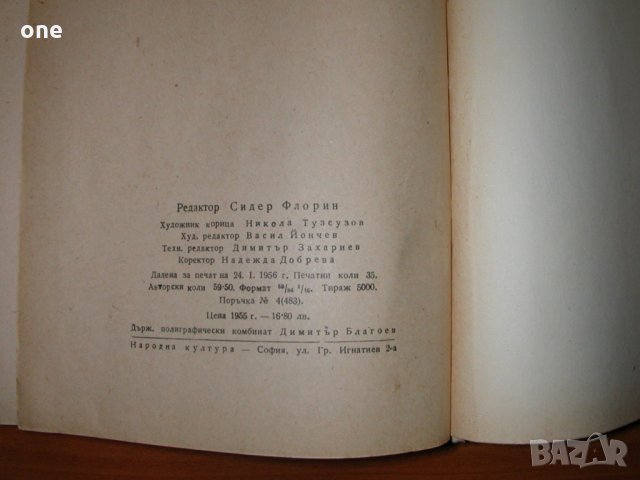 one
Редактор Сидер Флорин
Художник корица Никола Тузсузов
Худ. редактор Васил Йончев
Техн. редактор Димитър Захариев
Коректор Надежда Добрева
Дадена за печат на 24. I. 1956 г. Печатни коли 35.
Авторски коли 59·50. Формат 59/84 1/16. Тираж 5000.
Поръчка № 4(483).
Цена 1955 г. — 16·80 лв.
Държ. полиграфически комбинат Димитър Благоев
Народна култура — София, ул. Гр. Игнатиев 2-а
BAZAR